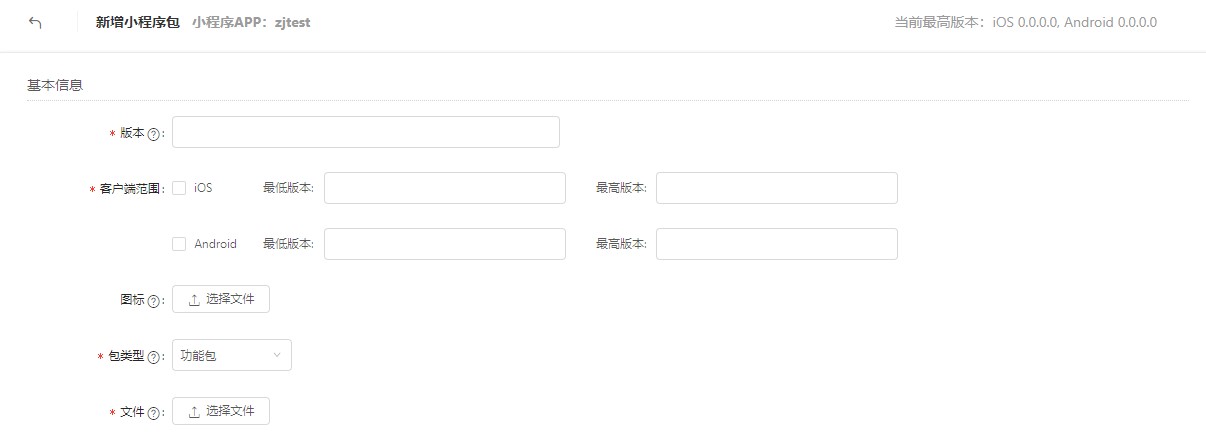 新增小程序包 小程序APP：zjtest 当前最高版本：iOS 0.0.0.0, Android 0.0.0.0
基本信息
* 版本?:
* 客户端范围: iOS 最低版本: 最高版本:
Android 最低版本: 最高版本:
图标?: 选择文件
* 包类型?: 功能包
* 文件?: 选择文件